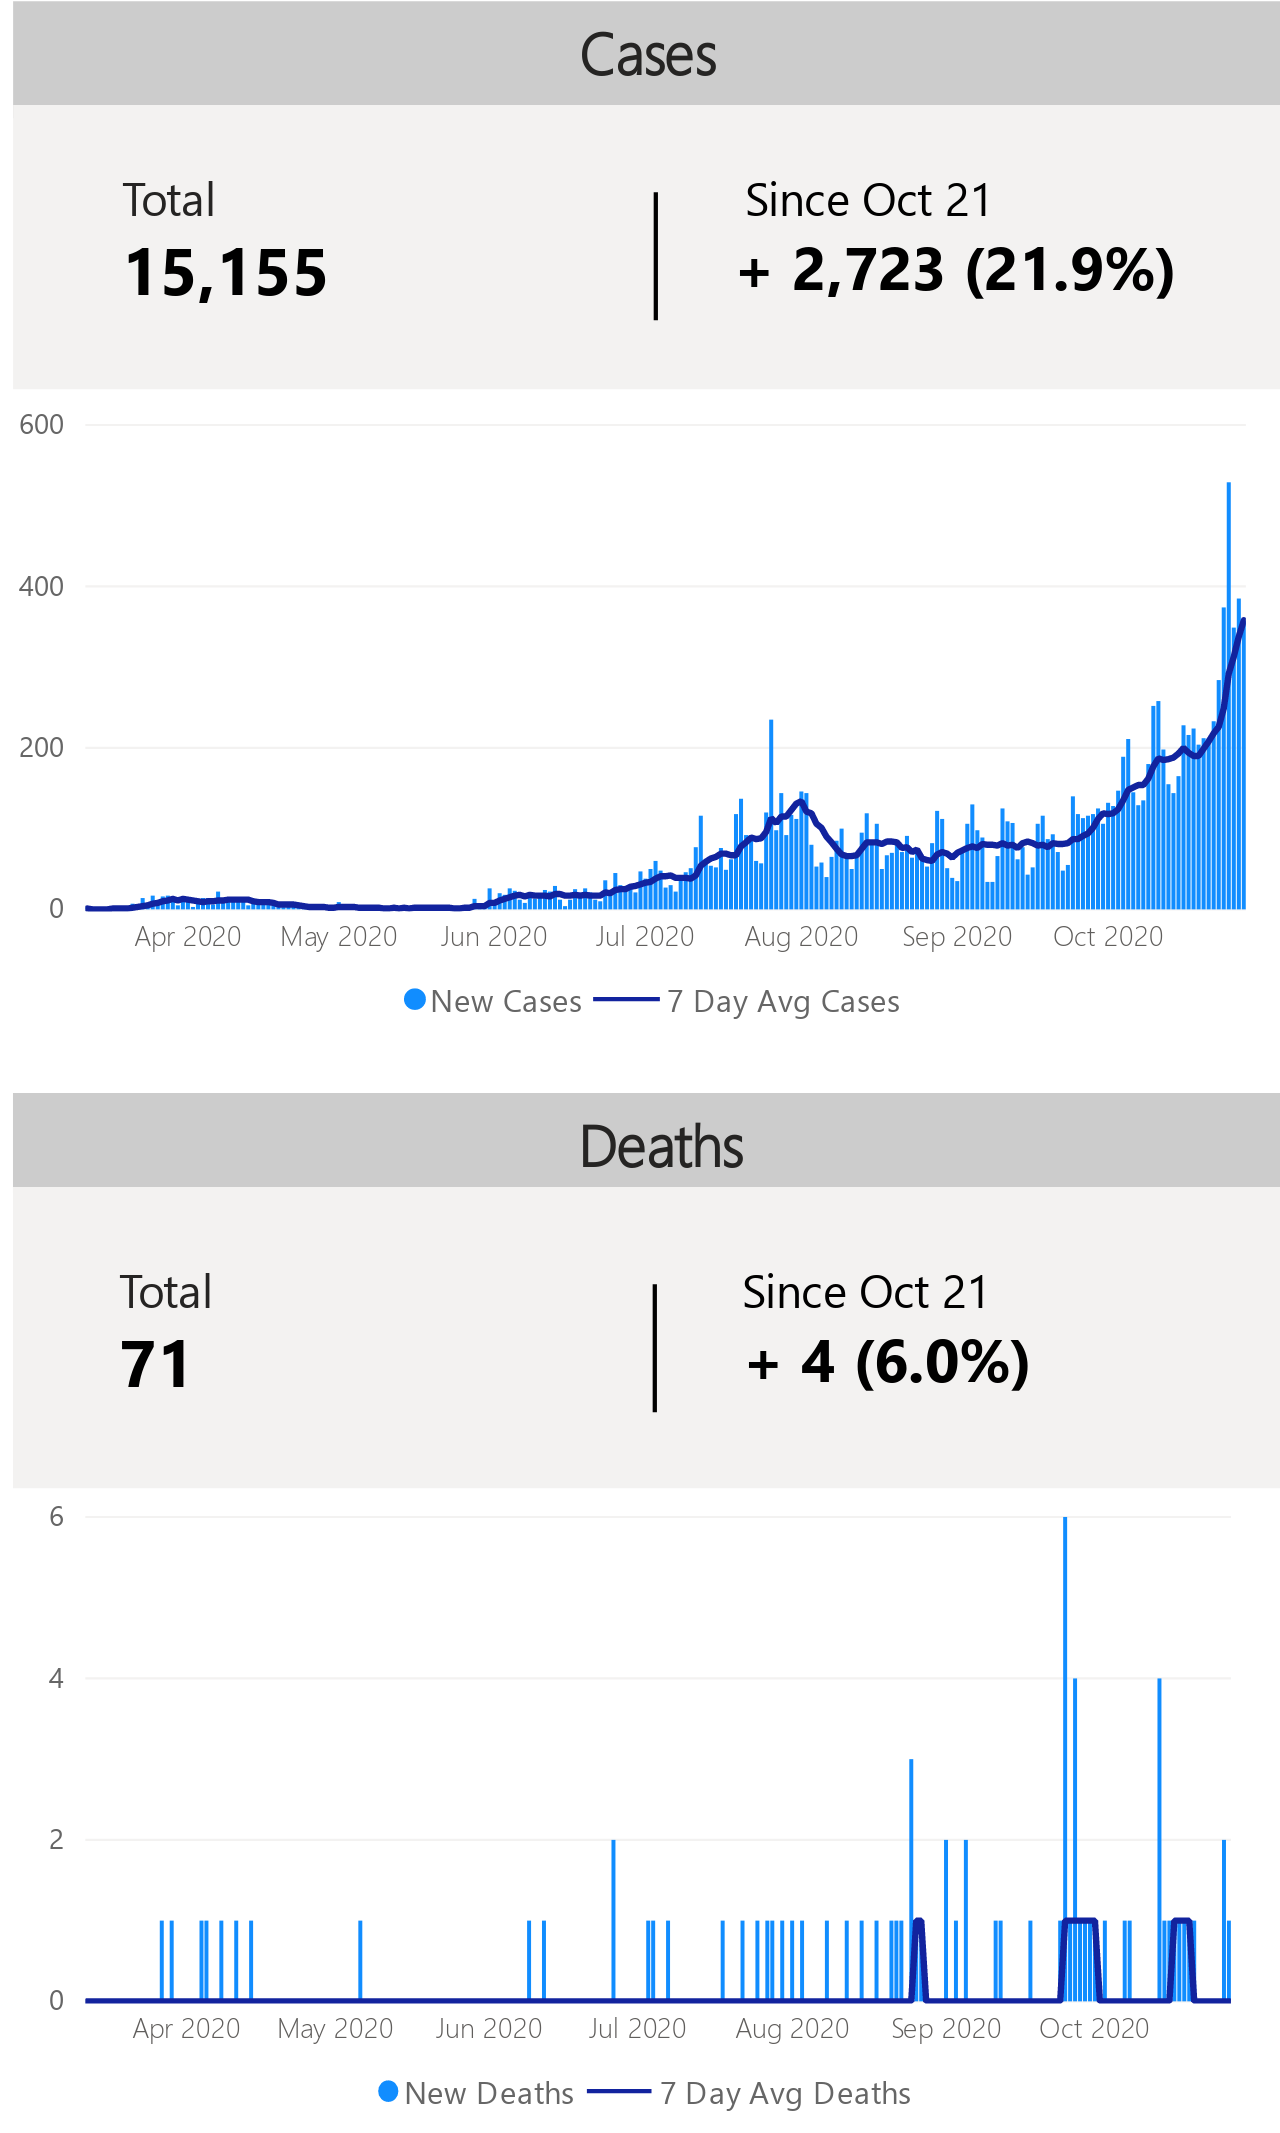 Cases
Total
Since Oct 21
15,155
+ 2,723 (21.9%)
600
400
200
0
Apr 2020 May 2020 Jun 2020 Jul 2020 Aug 2020 Sep 2020 Oct 2020
New Cases 7 Day Avg Cases
Deaths
Total
Since Oct 21
71
+ 4 (6.0%)
6
4
2
0
Apr 2020 May 2020 Jun 2020 Jul 2020 Aug 2020 Sep 2020 Oct 2020
New Deaths 7 Day Avg Deaths